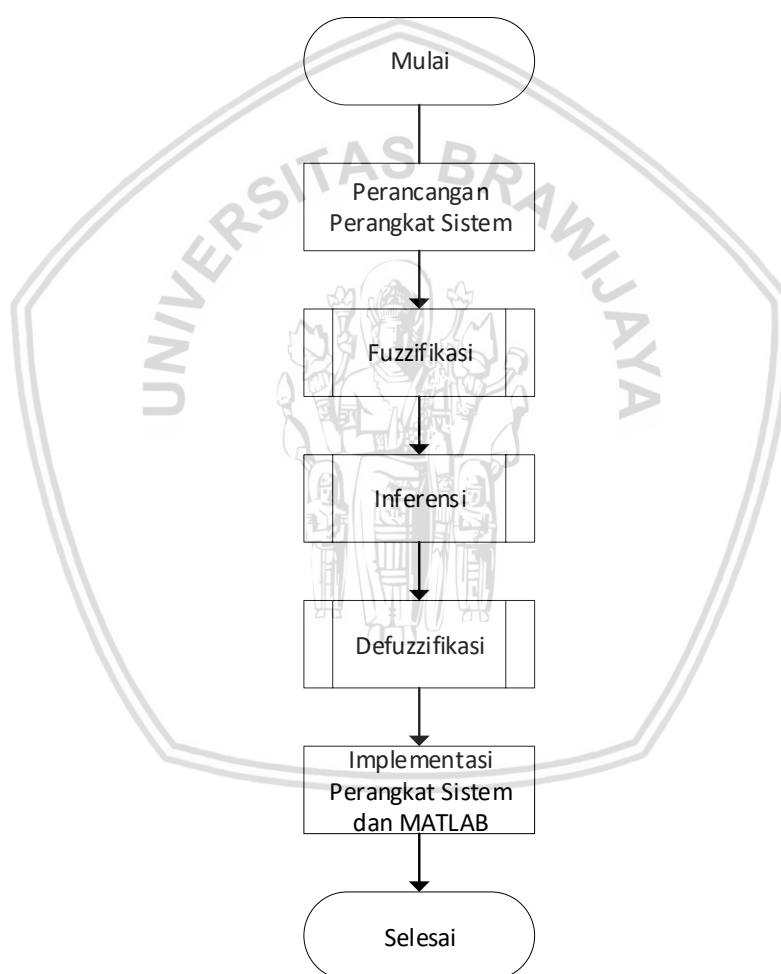 Mulai
UNIVERSITAS BRAWIJAYA
Perancangan
Perangkat Sistem
Fuzzifikasi
Inferensi
Defuzzifikasi
Implementasi
Perangkat Sistem
dan MATLAB
Selesai